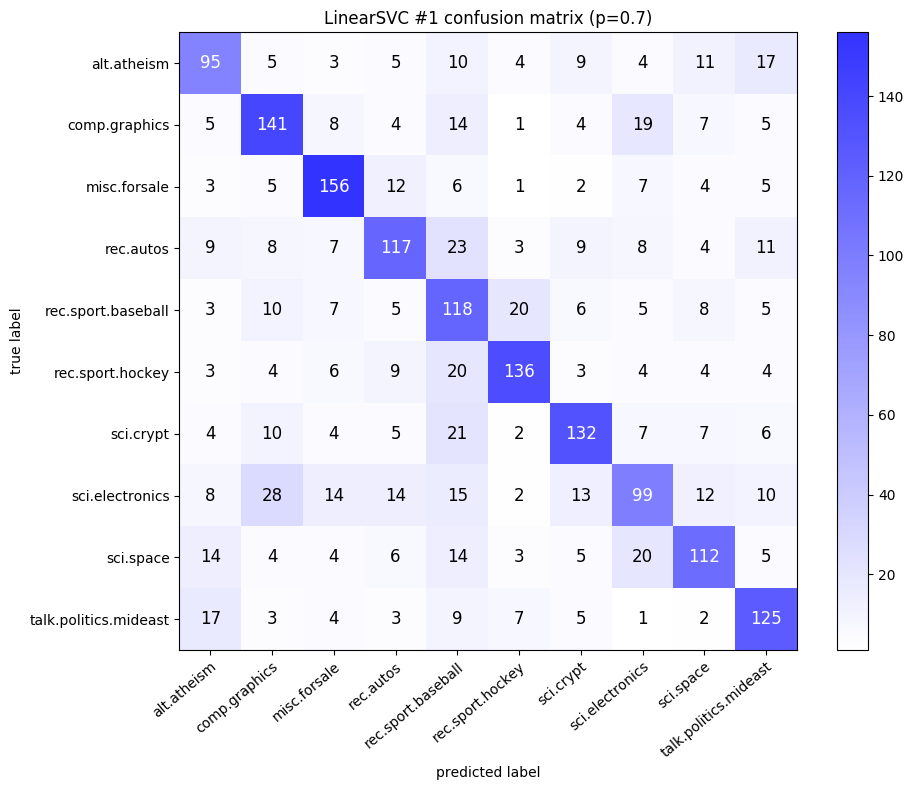 LinearSVC #1 confusion matrix (p=0.7)
true label
alt.atheism 95 5 3 5 10 4 9 4 11 17
comp.graphics 5 141 8 4 14 1 4 19 7 5
misc.forsale 3 5 156 12 6 1 2 7 4 5
rec.autos 9 8 7 117 23 3 9 8 4 11
rec.sport.baseball 3 10 7 5 118 20 6 5 8 5
rec.sport.hockey 3 4 6 9 20 136 3 4 4 4
sci.crypt 4 10 4 5 21 2 132 7 7 6
sci.electronics 8 28 14 14 15 2 13 99 12 10
sci.space 14 4 4 6 14 3 5 20 112 5
talk.politics.mideast 17 3 4 3 9 7 5 1 2 125
alt.atheism comp.graphics misc.forsale rec.autos rec.sport.baseball rec.sport.hockey sci.crypt sci.electronics sci.space talk.politics.mideast
predicted label
140
120
100
80
60
40
20